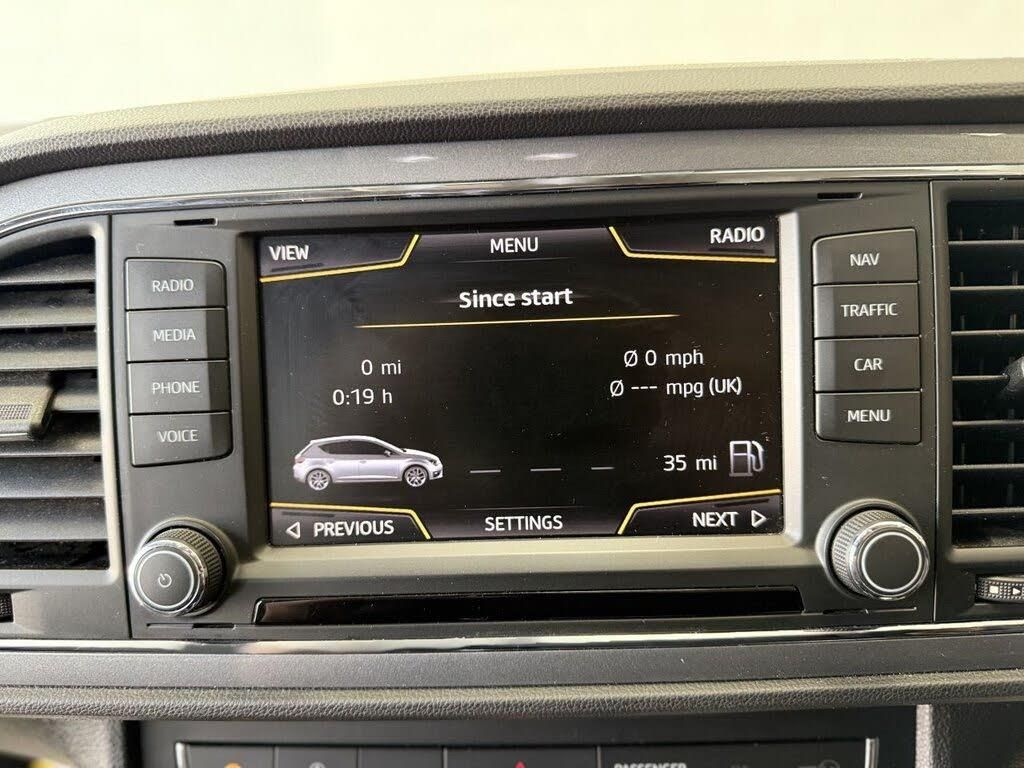 VIEW
MENU
RADIO
Since start
0 mi
Ø 0 mph
0:19 h
Ø --- mpg (UK)
35 mi
PREVIOUS
SETTINGS
NEXT
RADIO
MEDIA
PHONE
VOICE
NAV
TRAFFIC
CAR
MENU
PASSENGER